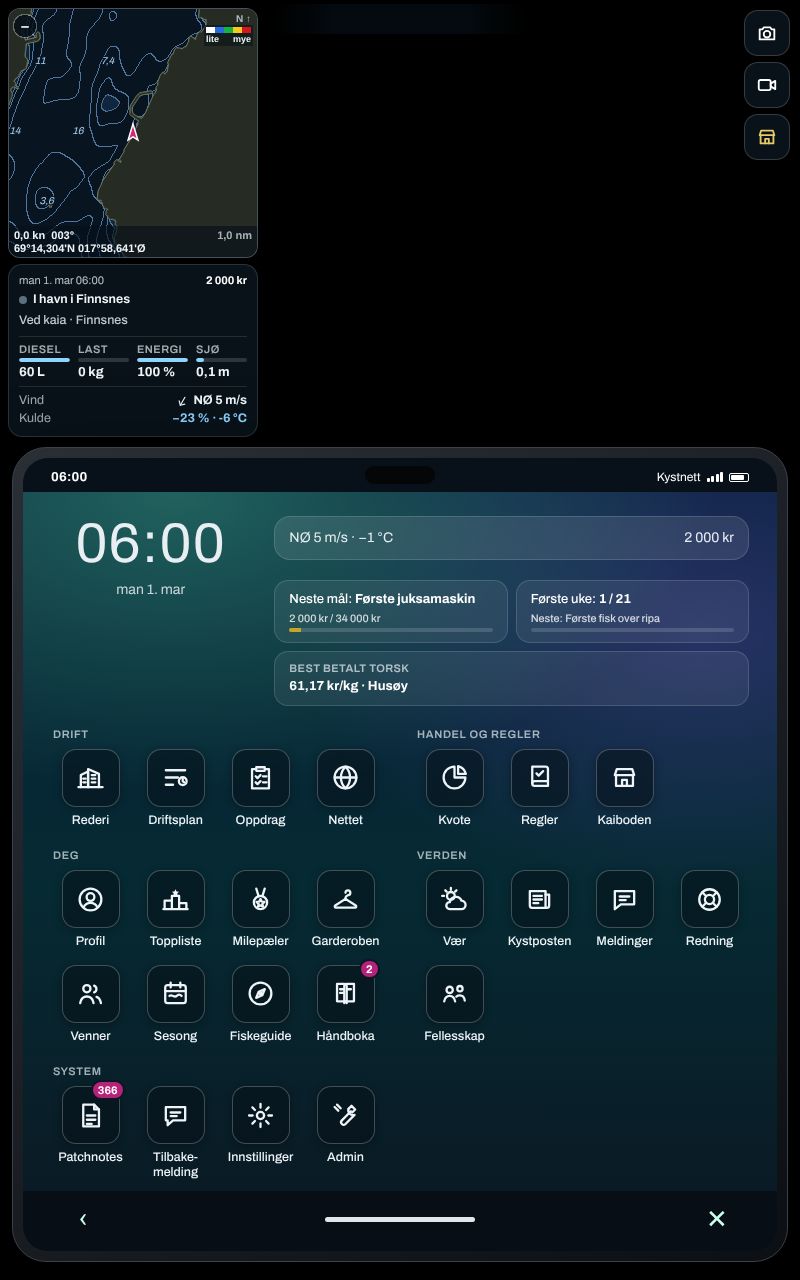 N ↑
lite mye
11
7,4
14
16
3,6
0,0 kn 003° 1,0 nm
69°14,304'N 017°58,641'Ø
man 1. mar 06:00 2 000 kr
I havn i Finnsnes
Ved kaia · Finnsnes
DIESEL LAST ENERGI SJØ
60 L 0 kg 100 % 0,1 m
Vind ↙ NØ 5 m/s
Kulde −23 % · -6 °C
06:00 Kystnett
06:00
man 1. mar
NØ 5 m/s · −1 °C 2 000 kr
Neste mål: Første juksamaskin
2 000 kr / 34 000 kr
Første uke: 1 / 21
Neste: Første fisk over ripa
BEST BETALT TORSK
61,17 kr/kg · Husøy
DRIFT
Rederi Driftsplan Oppdrag Nettet
HANDEL OG REGLER
Kvote Regler Kaiboden
DEG
Profil Toppliste Milepæler Garderoben
2
Venner Sesong Fiskeguide Håndboka
VERDEN
Vær Kystposten Meldinger Redning
Fellesskap
SYSTEM
366
Patchnotes Tilbake- Innstillinger Admin
melding